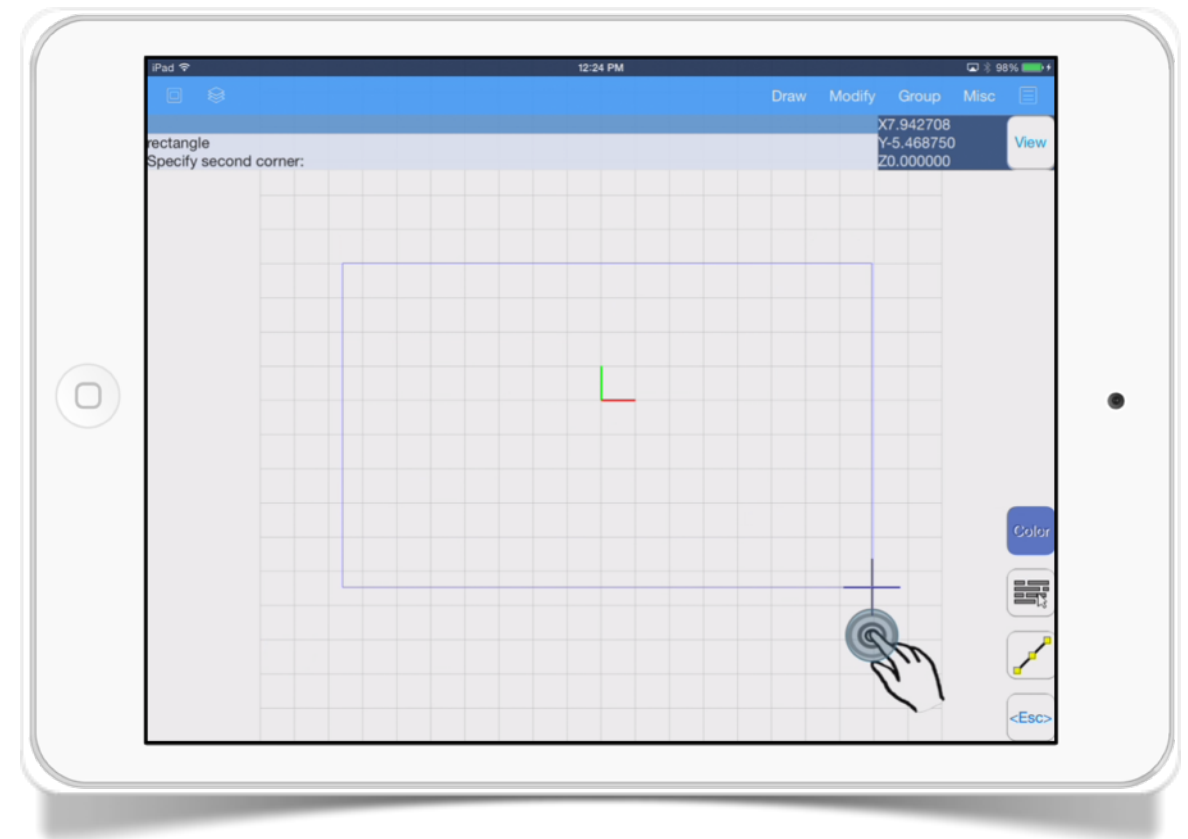 iPad 12:24 PM 98%
Draw Modify Group Misc
X7.942708
rectangle Y-5.468750 View
Specify second corner: Z0.000000
Color
<Esc>